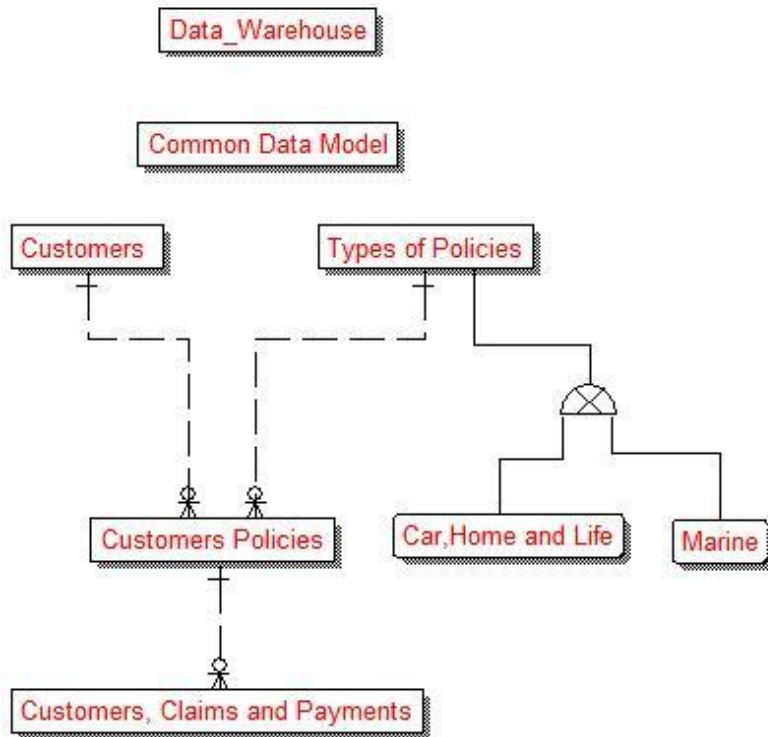 Data_Warehouse
Common Data Model
Customers
Types of Policies
Customers Policies
Car,Home and Life
Marine
Customers, Claims and Payments